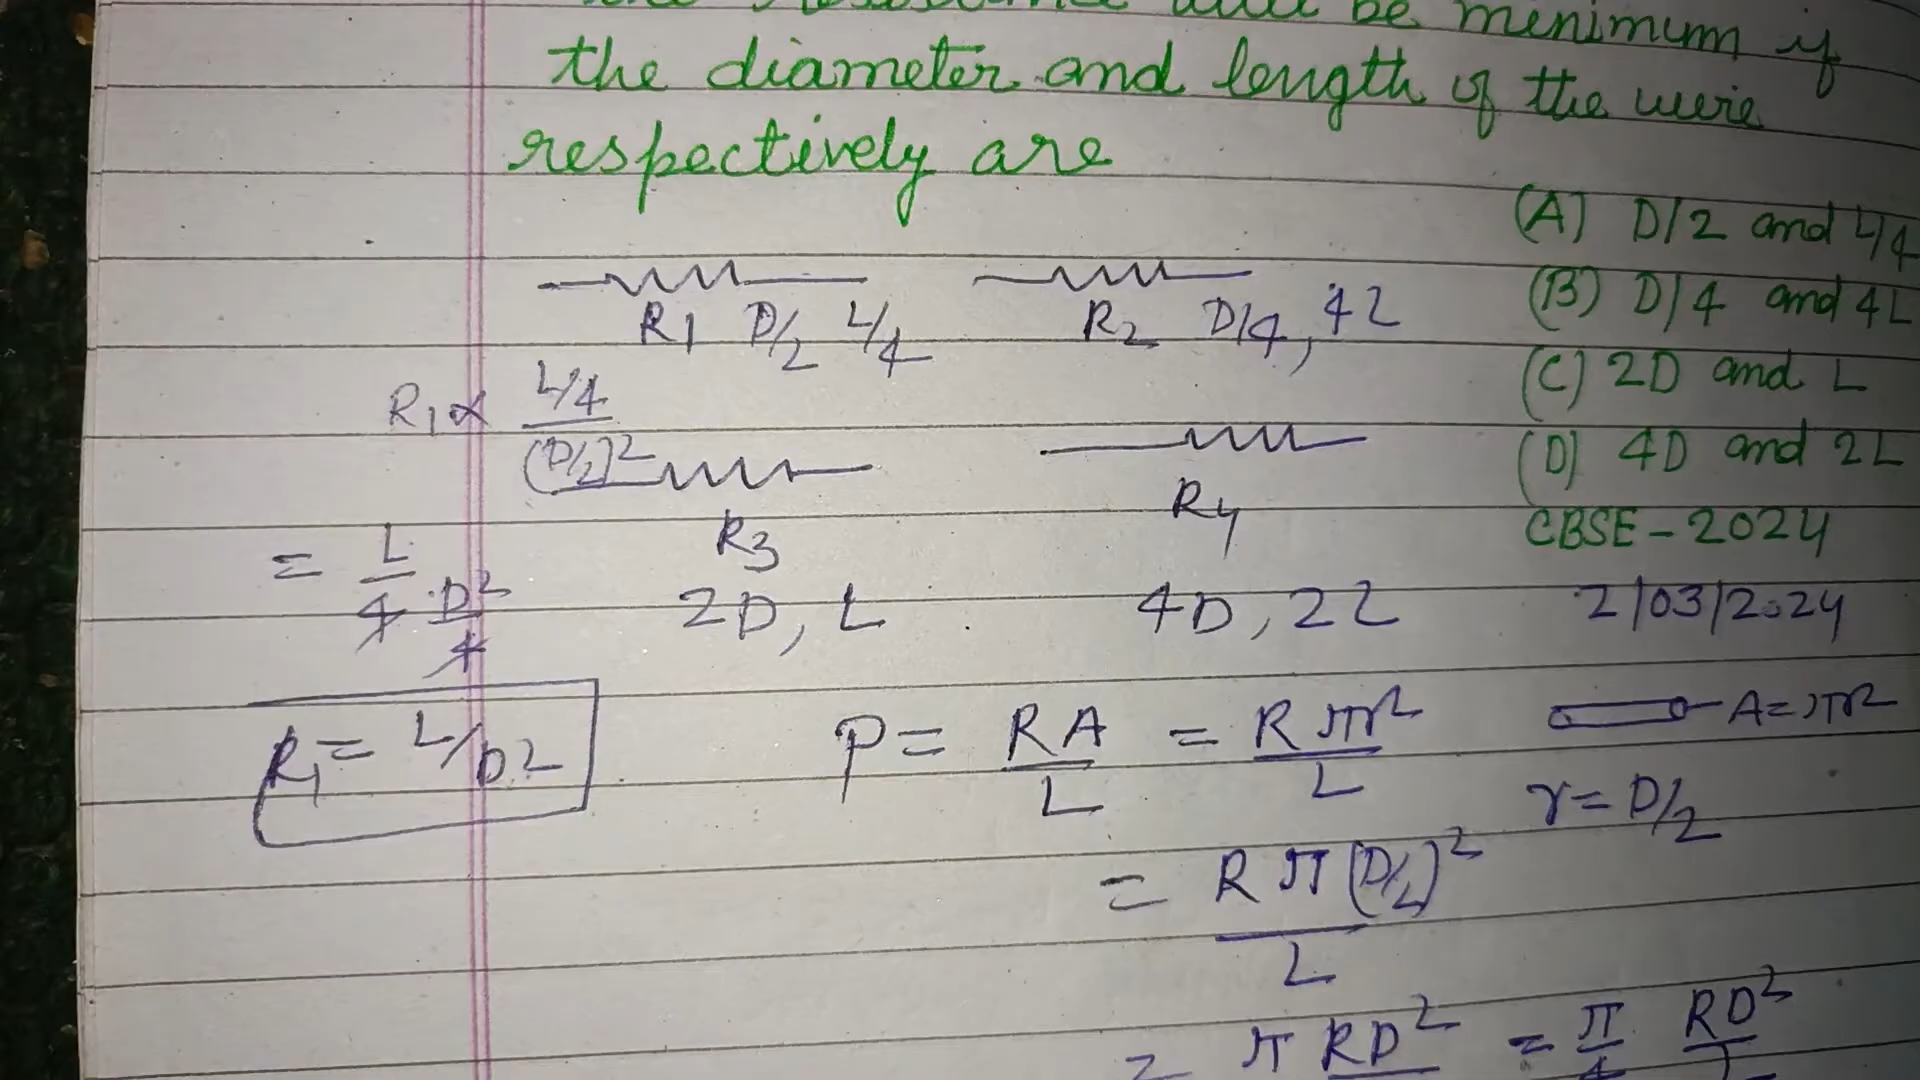 be minimum if
the diameter and length of the wire
respectively are
(A) D/2 and L/4
(B) D/4 and 4L
(C) 2D and L
(D) 4D and 2L
CBSE - 2024
2/03/2024
R1 D/2 L/4
R2 D/4, 4L
R1 ∝ L/4
(D/2)²
R3
2D, L
R4
4D, 2L
= L
4 D²
4
R1 = L/D2
ρ = RA/L = Rπr²/L
A=πr²
r = D/2
= Rπ(D/2)²
L
= π RD² = π/4 RD²